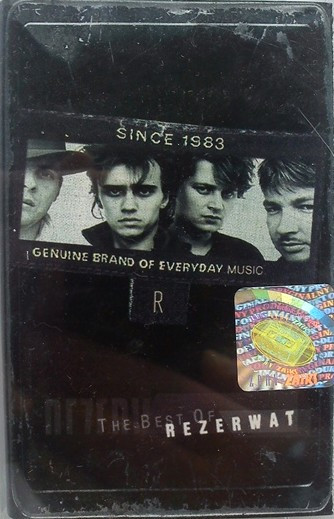 SINCE 1983
GENUINE BRAND OF EVERYDAY MUSIC
R
THE BEST OF REZERWAT